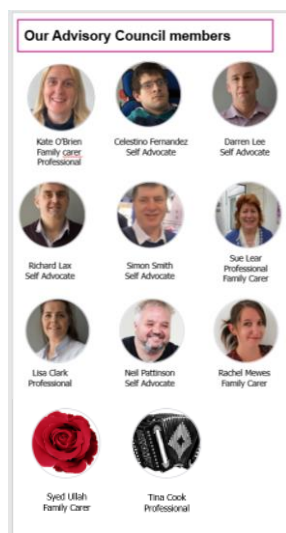 Our Advisory Council members
Kate O'Brien
Family carer
Professional
Celestino Fernandez
Self Advocate
Darren Lee
Self Advocate
Richard Lax
Self Advocate
Simon Smith
Self Advocate
Sue Lear
Professional
Family Carer
Lisa Clark
Professional
Neil Pattinson
Self Advocate
Rachel Mewes
Family Carer
Syed Ullah
Family Carer
Tina Cook
Professional